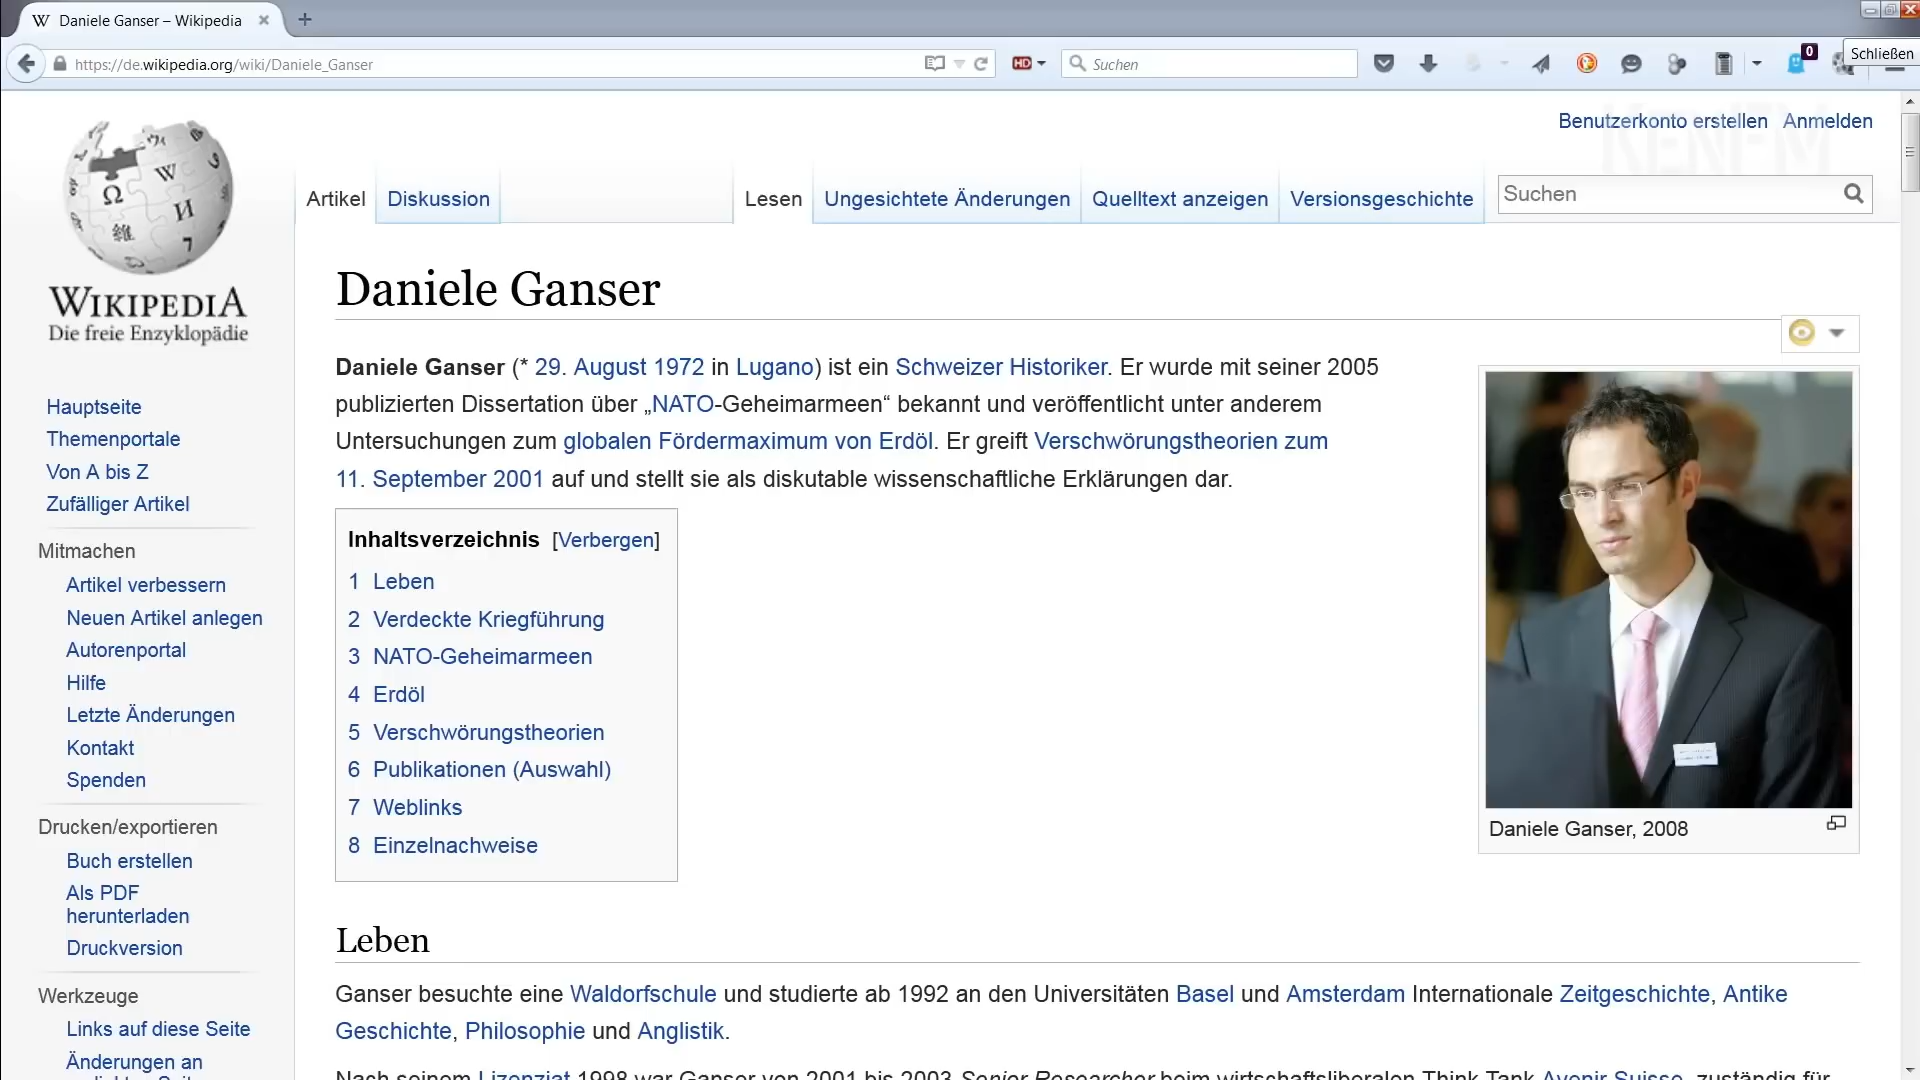 Daniele Ganser – Wikipedia
https://de.wikipedia.org/wiki/Daniele_Ganser
HD
Suchen
0
Schließen
KENFM
Benutzerkonto erstellen Anmelden
Artikel Diskussion Lesen Ungesichtete Änderungen Quelltext anzeigen Versionsgeschichte Suchen
WIKIPEDIA
Die freie Enzyklopädie
Hauptseite
Themenportale
Von A bis Z
Zufälliger Artikel
Mitmachen
Artikel verbessern
Neuen Artikel anlegen
Autorenportal
Hilfe
Letzte Änderungen
Kontakt
Spenden
Drucken/exportieren
Buch erstellen
Als PDF
herunterladen
Druckversion
Werkzeuge
Links auf diese Seite
Änderungen an
Daniele Ganser
Daniele Ganser (* 29. August 1972 in Lugano) ist ein Schweizer Historiker. Er wurde mit seiner 2005
publizierten Dissertation über „NATO-Geheimarmeen“ bekannt und veröffentlicht unter anderem
Untersuchungen zum globalen Fördermaximum von Erdöl. Er greift Verschwörungstheorien zum
11. September 2001 auf und stellt sie als diskutable wissenschaftliche Erklärungen dar.
Inhaltsverzeichnis [Verbergen]
1 Leben
2 Verdeckte Kriegführung
3 NATO-Geheimarmeen
4 Erdöl
5 Verschwörungstheorien
6 Publikationen (Auswahl)
7 Weblinks
8 Einzelnachweise
Daniele Ganser, 2008
Leben
Ganser besuchte eine Waldorfschule und studierte ab 1992 an den Universitäten Basel und Amsterdam Internationale Zeitgeschichte, Antike
Geschichte, Philosophie und Anglistik.
Nach seinem Lizenziat 1998 war Ganser von 2001 bis 2003 Senior Researcher beim wirtschaftsliberalen Think Tank Avenir Suisse, zuständig für